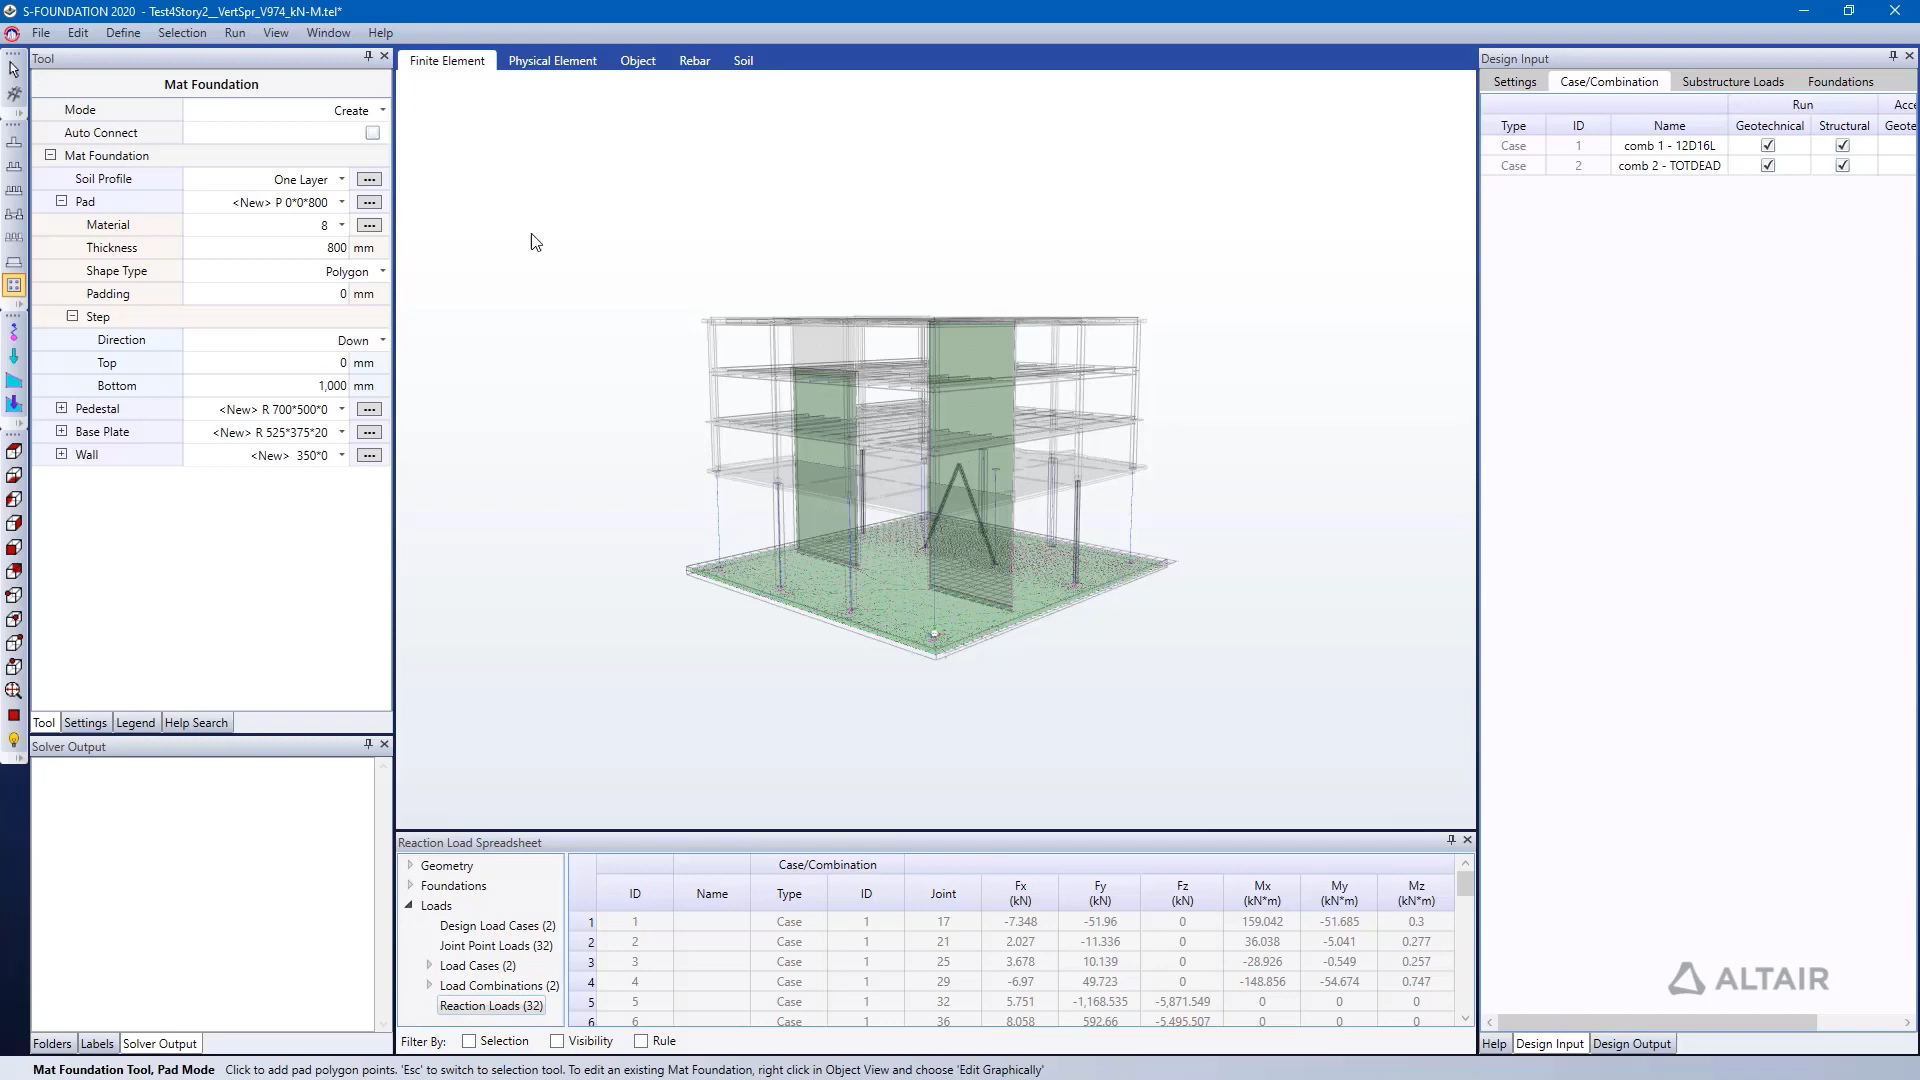 S-FOUNDATION 2020 - Test4Story2__VertSpr_V974_kN-M.tel*
File Edit Define Selection Run View Window Help
Tool
Mat Foundation
Mode Create
Auto Connect
Mat Foundation
Soil Profile One Layer
Pad <New> P 0*0*800
Material 8
Thickness 800 mm
Shape Type Polygon
Padding 0 mm
Step
Direction Down
Top 0 mm
Bottom 1,000 mm
Pedestal <New> R 700*500*0
Base Plate <New> R 525*375*20
Wall <New> 350*0
Tool Settings Legend Help Search
Solver Output
Folders Labels Solver Output
Finite Element Physical Element Object Rebar Soil
Reaction Load Spreadsheet
Geometry
Foundations
Loads
Design Load Cases (2)
Joint Point Loads (32)
Load Cases (2)
Load Combinations (2)
Reaction Loads (32)
Case/Combination
ID Name Type ID Joint Fx (kN) Fy (kN) Fz (kN) Mx (kN*m) My (kN*m) Mz (kN*m)
1 1 Case 1 17 -7.348 -51.96 0 159.042 -51.685 0.3
2 2 Case 1 21 2.027 -11.336 0 36.038 -5.041 0.277
3 3 Case 1 25 3.678 10.139 0 -28.926 -0.549 0.257
4 4 Case 1 29 -6.97 49.723 0 -148.856 -54.674 0.747
5 5 Case 1 32 5.751 -1,168.535 -5,871.549 0 0 0
6 6 Case 1 36 8.058 592.66 -5,495.507 0 0 0
Filter By: Selection Visibility Rule
Design Input
Settings Case/Combination Substructure Loads Foundations
Run Acce
Type ID Name Geotechnical Structural Geote
Case 1 comb 1 - 12D16L
Case 2 comb 2 - TOTDEAD
ALTAIR
Help Design Input Design Output
Mat Foundation Tool, Pad Mode Click to add pad polygon points. 'Esc' to switch to selection tool. To edit an existing Mat Foundation, right click in Object View and choose 'Edit Graphically'